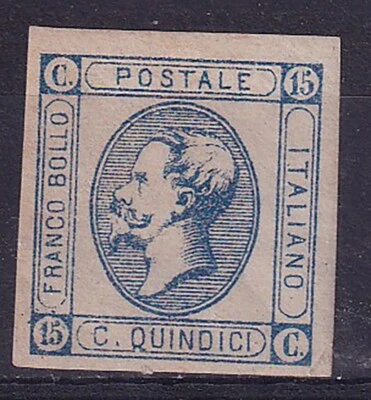 C. POSTALE 15
FRANCO BOLLO
ITALIANO
15 C. QUINDICI C.